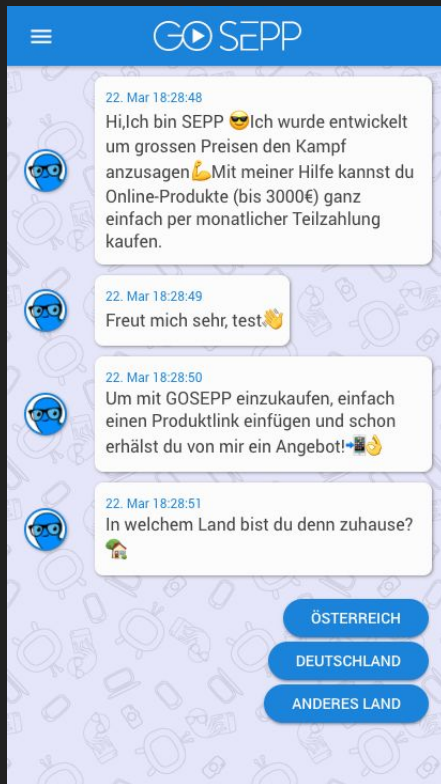 GO SEPP
22. Mar 18:28:48
Hi,Ich bin SEPP 😎Ich wurde entwickelt
um grossen Preisen den Kampf
anzusagen💪Mit meiner Hilfe kannst du
Online-Produkte (bis 3000€) ganz
einfach per monatlicher Teilzahlung
kaufen.
22. Mar 18:28:49
Freut mich sehr, test👋
22. Mar 18:28:50
Um mit GOSEPP einzukaufen, einfach
einen Produktlink einfügen und schon
erhälst du von mir ein Angebot!📲👌
22. Mar 18:28:51
In welchem Land bist du denn zuhause?
🏡
ÖSTERREICH
DEUTSCHLAND
ANDERES LAND